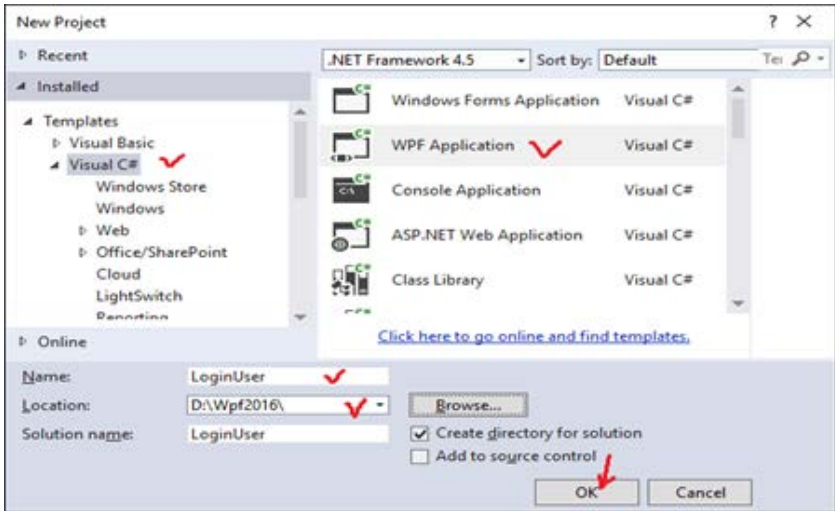 New Project
? ×
Recent
.NET Framework 4.5
Sort by: Default
Installed
Templates
Visual Basic
Visual C#
Windows Store
Windows
Web
Office/SharePoint
Cloud
LightSwitch
Reporting
Online
Windows Forms Application Visual C#
WPF Application Visual C#
Console Application Visual C#
ASP.NET Web Application Visual C#
Class Library Visual C#
Click here to go online and find templates.
Name: LoginUser
Location: D:\Wpf2016\ Browse...
Solution name: LoginUser
Create directory for solution
Add to source control
OK Cancel